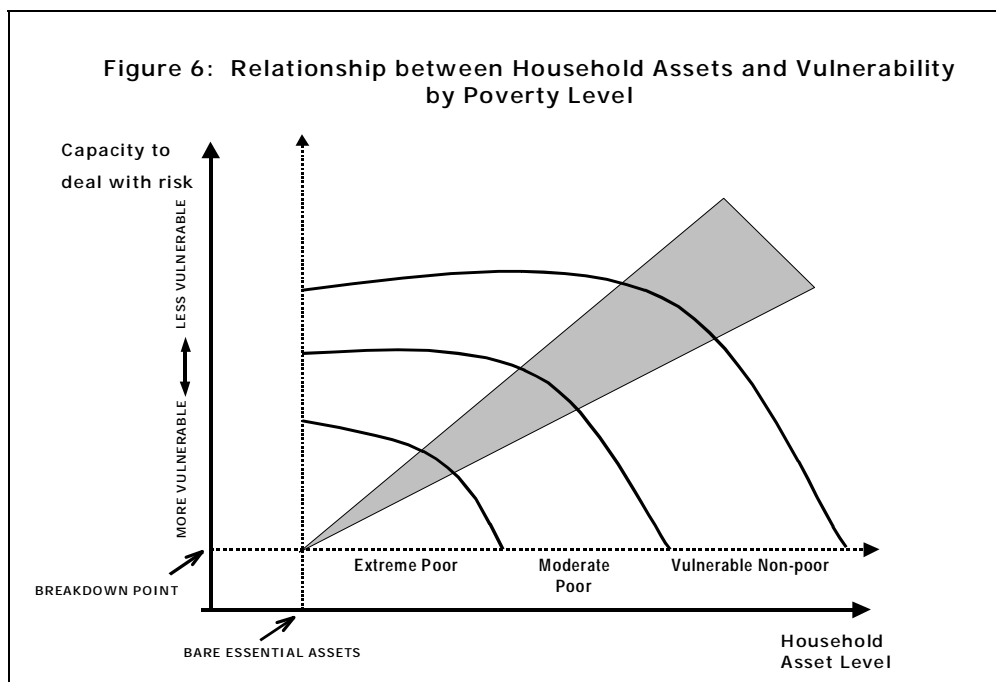 Figure 6: Relationship between Household Assets and Vulnerability
by Poverty Level
Capacity to
deal with risk
LESS VULNERABLE
MORE VULNERABLE
Extreme Poor
Moderate
Poor
Vulnerable Non-poor
BREAKDOWN POINT
BARE ESSENTIAL ASSETS
Household
Asset Level